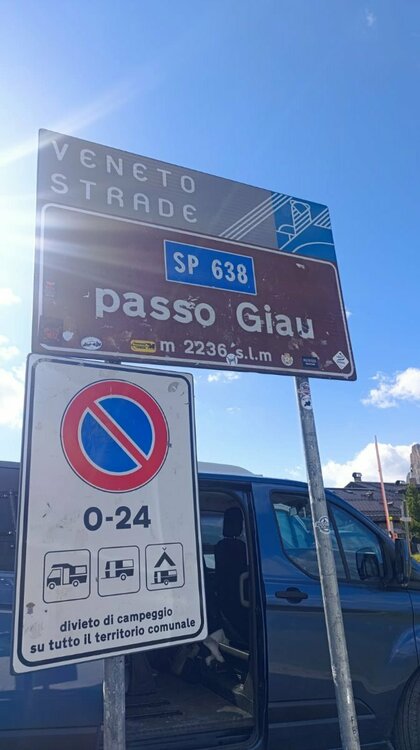 VENETO
STRADE
SP 638
passo Giau
m 2236 s.l.m
0-24
divieto di campeggio
su tutto il territorio comunale